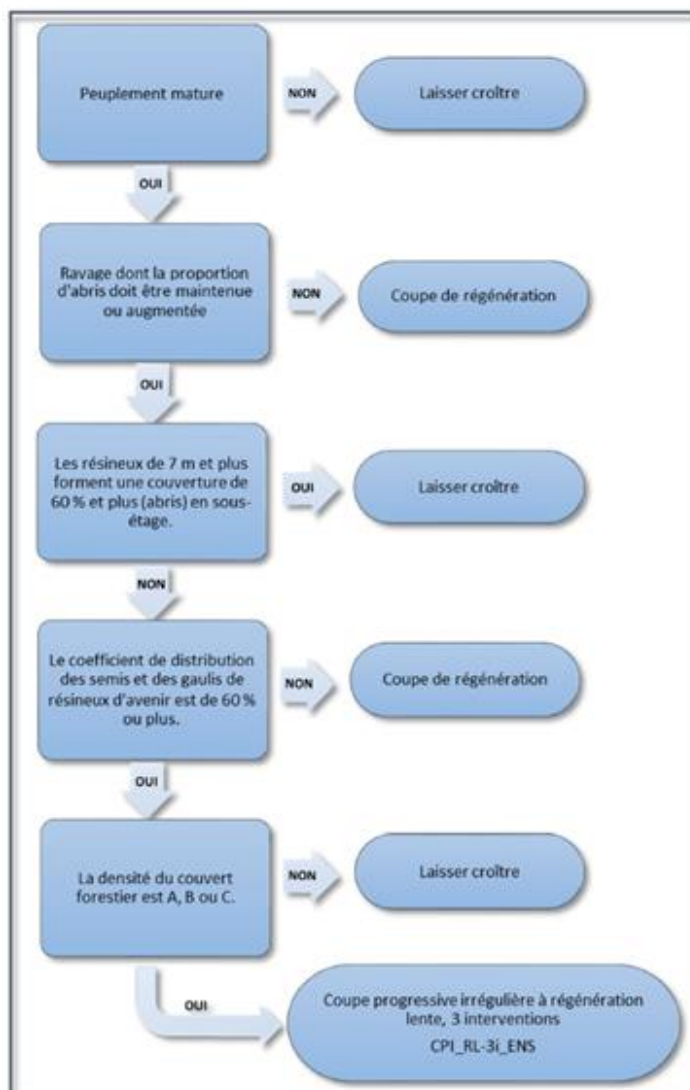 Peuplement mature
NON
Laisser croître
OUI
Ravage dont la proportion
d'abris doit être maintenue
ou augmentée
NON
Coupe de régénération
OUI
Les résineux de 7 m et plus
forment une couverture de
60 % et plus (abris) en sous-
étage.
OUI
Laisser croître
NON
Le coefficient de distribution
des semis et des gaulis de
résineux d'avenir est de 60 %
ou plus.
NON
Coupe de régénération
OUI
La densité du couvert
forestier est A, B ou C.
NON
Laisser croître
OUI
Coupe progressive irrégulière à régénération
lente, 3 interventions
CPI_RL-3i_ENS